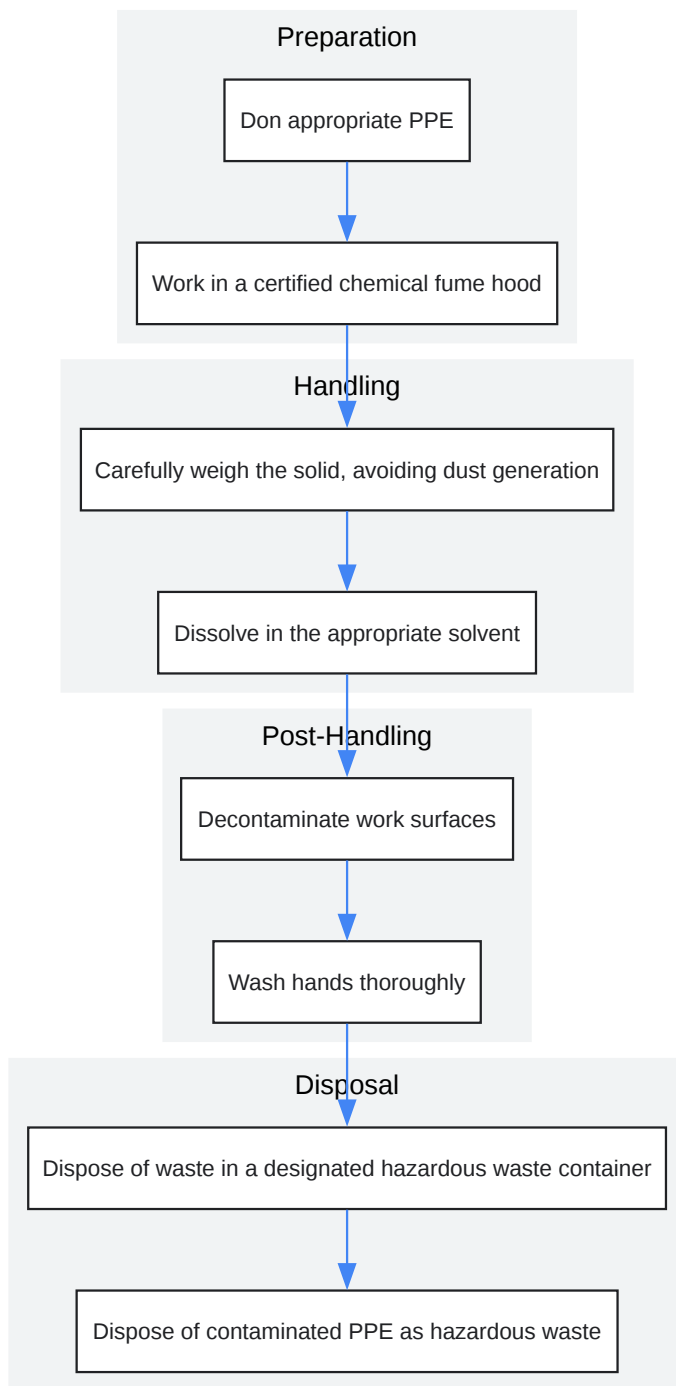 Preparation
Don appropriate PPE
Work in a certified chemical fume hood
Handling
Carefully weigh the solid, avoiding dust generation
Dissolve in the appropriate solvent
Post-Handling
Decontaminate work surfaces
Wash hands thoroughly
Disposal
Dispose of waste in a designated hazardous waste container
Dispose of contaminated PPE as hazardous waste